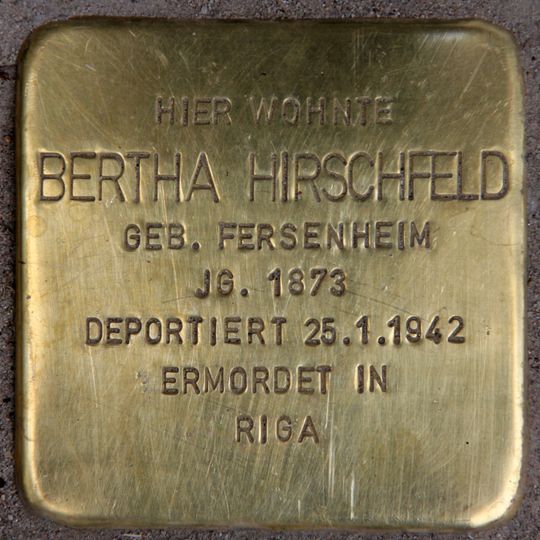 HIER WOHNTE
BERTHA HIRSCHFELD
GEB. FERSENHEIM
JG. 1873
DEPORTIERT 25.1.1942
ERMORDET IN
RIGA